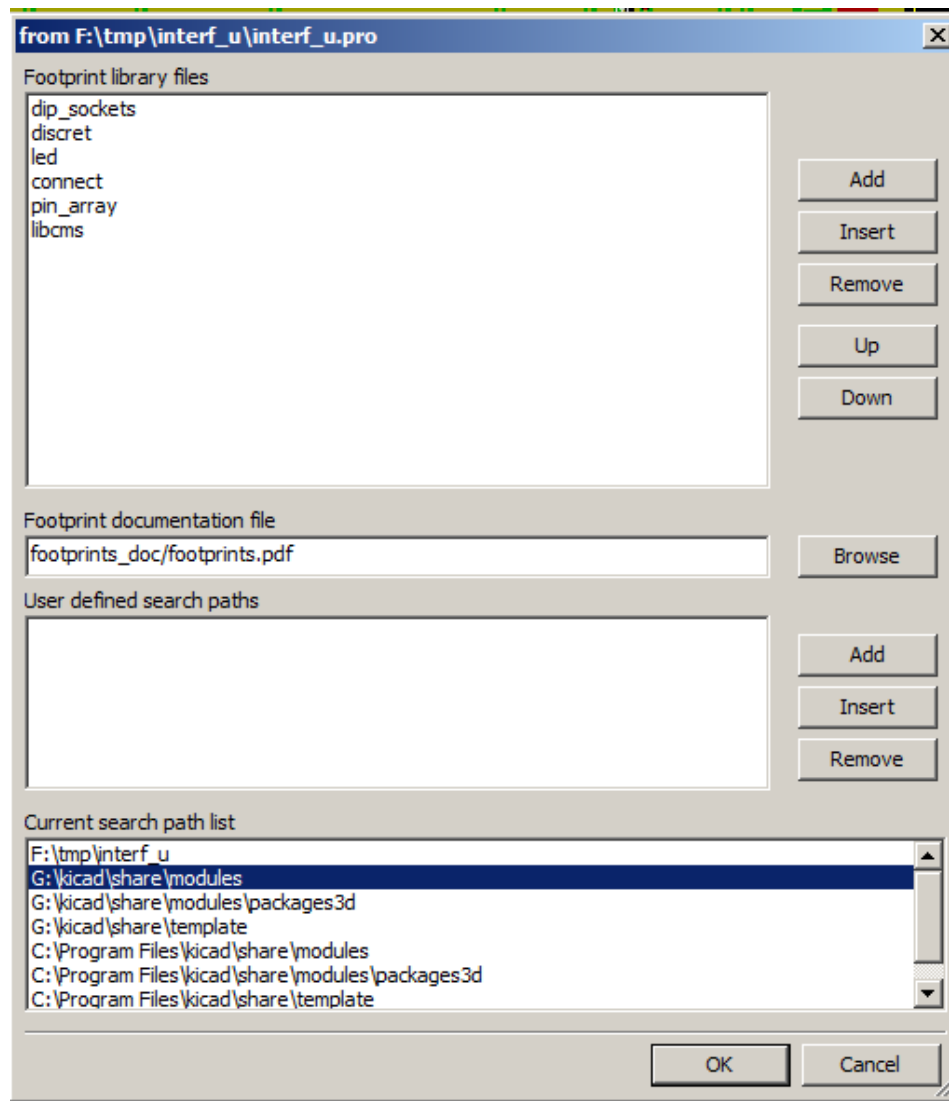 from F:\tmp\interf_u\interf_u.pro
Footprint library files
dip_sockets
discret
led
connect
pin_array
libcms
Add
Insert
Remove
Up
Down
Footprint documentation file
footprints_doc/footprints.pdf
Browse
User defined search paths
Add
Insert
Remove
Current search path list
F:\tmp\interf_u
G:\kicad\share\modules
G:\kicad\share\modules\packages3d
G:\kicad\share\template
C:\Program Files\kicad\share\modules
C:\Program Files\kicad\share\modules\packages3d
C:\Program Files\kicad\share\template
OK
Cancel